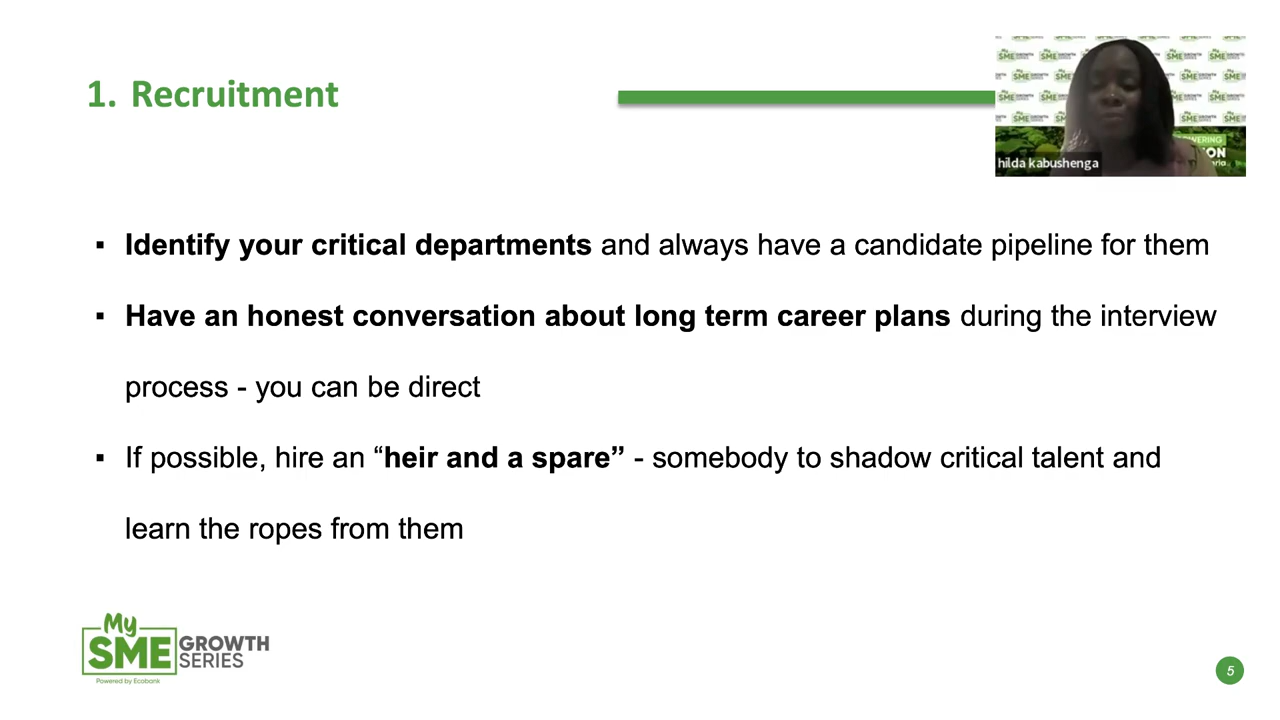 1. Recruitment
hilda kabushenga
▪ Identify your critical departments and always have a candidate pipeline for them
▪ Have an honest conversation about long term career plans during the interview
process - you can be direct
▪ If possible, hire an “heir and a spare” - somebody to shadow critical talent and
learn the ropes from them
My
SME GROWTH
SERIES
Powered by Ecobank
5